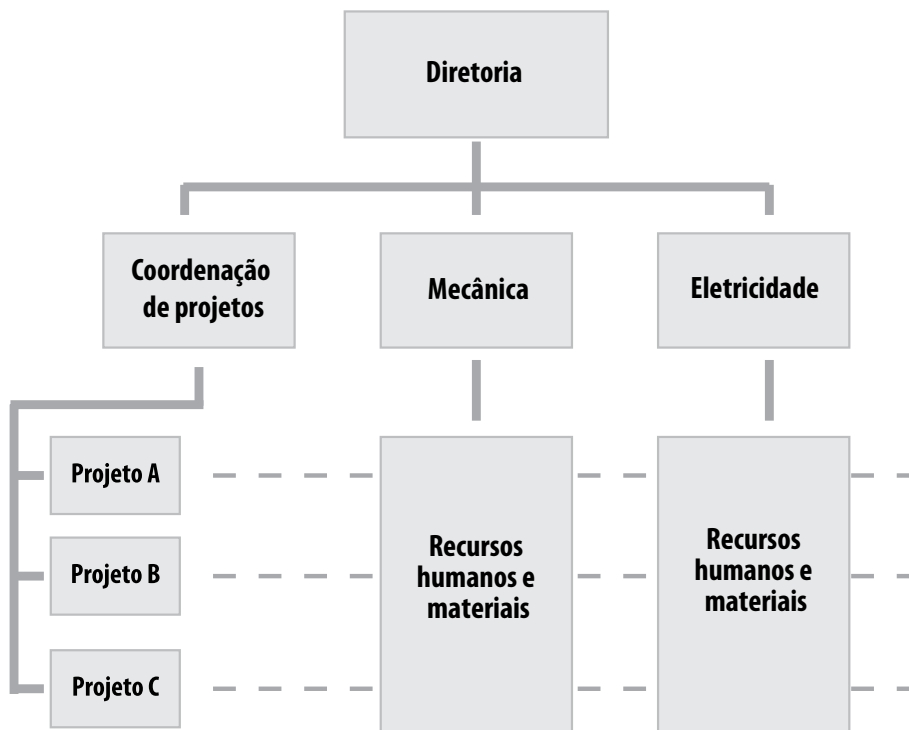 Diretoria
Coordenação
de projetos
Mecânica
Eletricidade
Projeto A
Projeto B
Projeto C
Recursos
humanos e
materiais
Recursos
humanos e
materiais